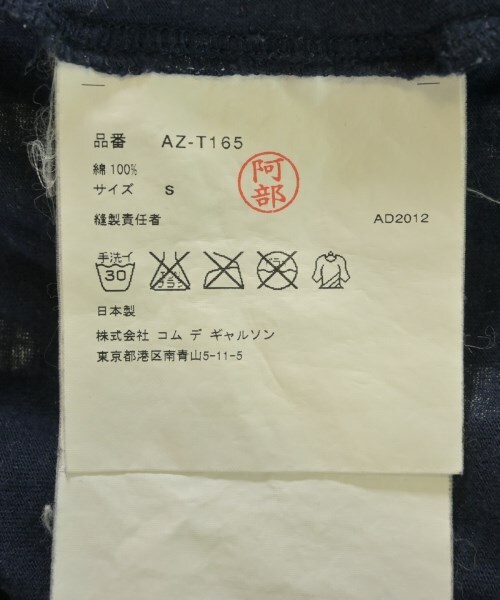 品番 AZ-T165
綿 100%
サイズ S
阿部
縫製責任者 AD2012
手洗イ
30
日本製
株式会社 コム デ ギャルソン
東京都港区南青山5-11-5